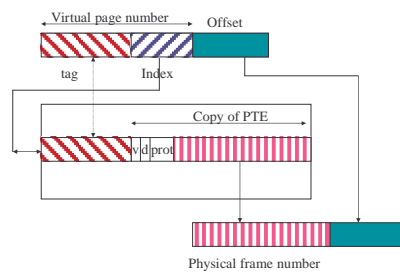 Virtual page number
Offset
tag
Index
Copy of PTE
v d prot
Physical frame number